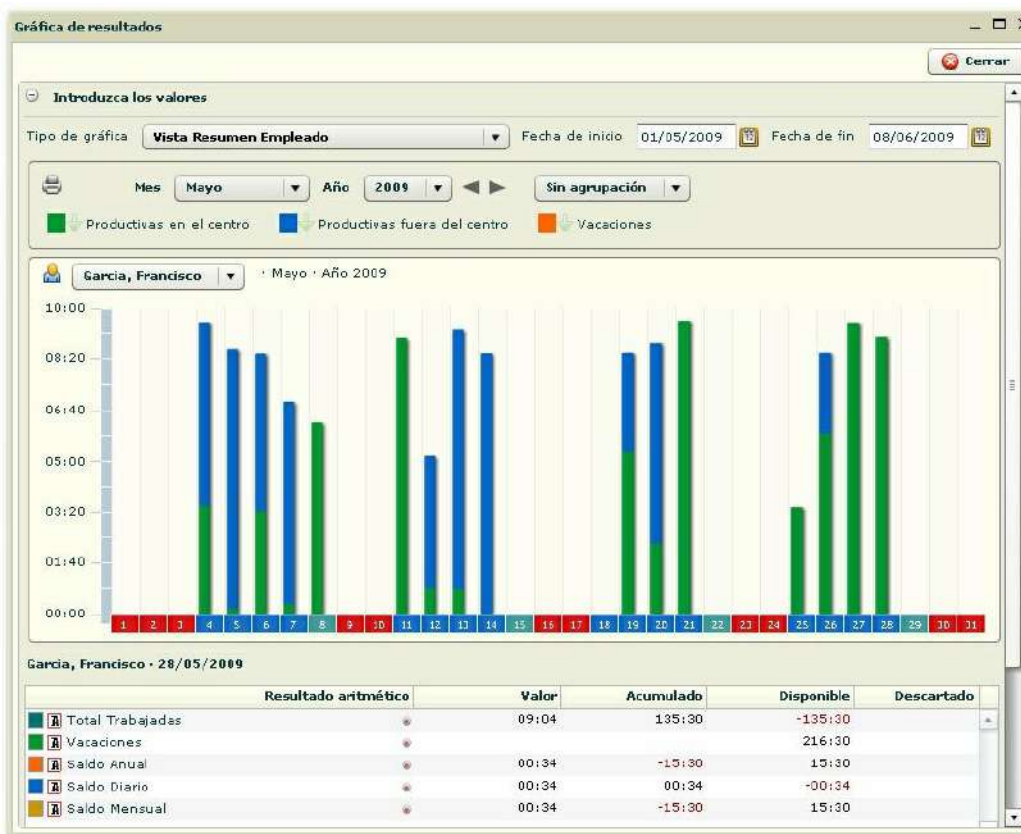 Gráfica de resultados
Cerrar
Introduzca los valores
Tipo de gráfica Vista Resumen Empleado Fecha de inicio 01/05/2009 Fecha de fin 08/06/2009
Mes Mayo Año 2009 Sin agrupación
Productivas en el centro Productivas fuera del centro Vacaciones
Garcia, Francisco · Mayo · Año 2009
10:00
08:20
06:40
05:00
03:20
01:40
00:00
1 2 3 4 5 6 7 8 9 10 11 12 13 14 15 16 17 18 19 20 21 22 23 24 25 26 27 28 29 30 31
Garcia, Francisco · 28/05/2009
Resultado aritmético Valor Acumulado Disponible Descartado
A Total Trabajadas 09:04 135:30 -135:30
A Vacaciones 216:30
A Saldo Anual 00:34 -15:30 15:30
A Saldo Diario 00:34 00:34 -00:34
A Saldo Mensual 00:34 -15:30 15:30